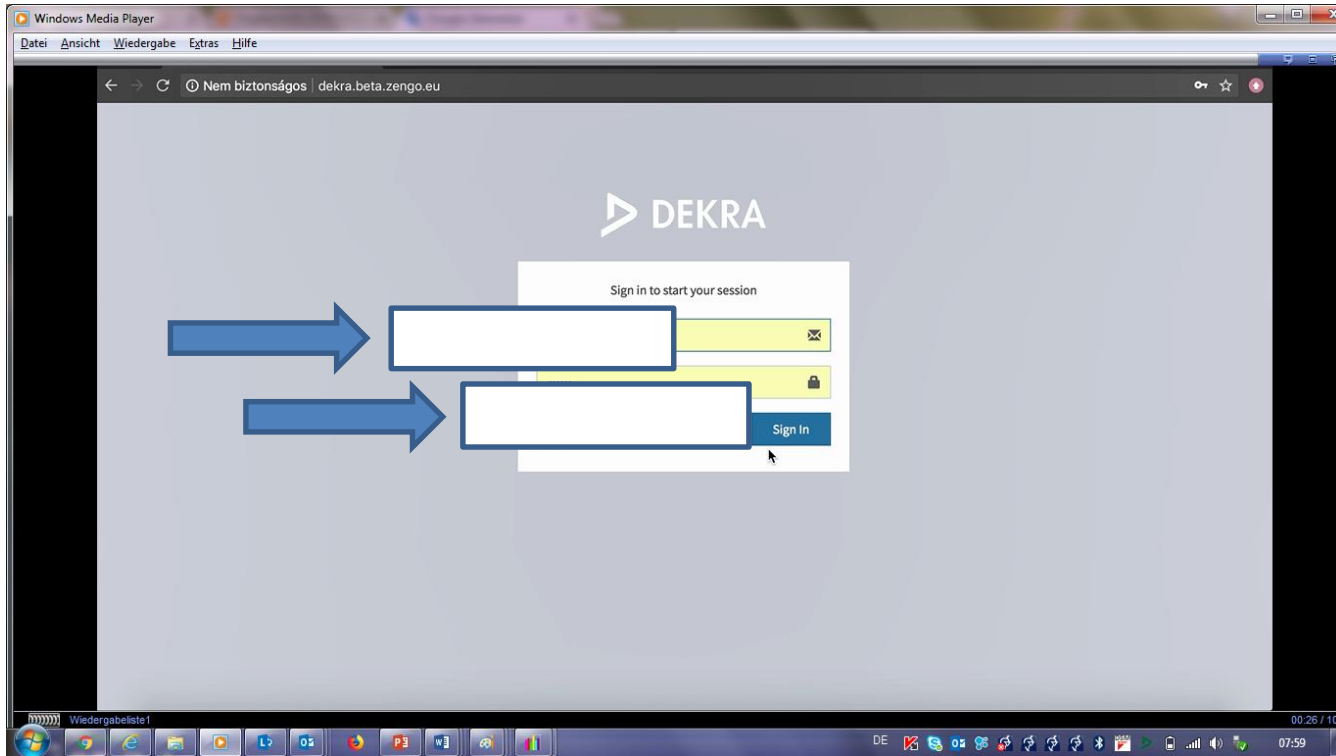 Windows Media Player
Datei Ansicht Wiedergabe Extras Hilfe
Nem biztonságos | dekra.beta.zengo.eu
DEKRA
Sign in to start your session
Sign In
Wiedergabeliste1
00:26 / 10
DE
07:59